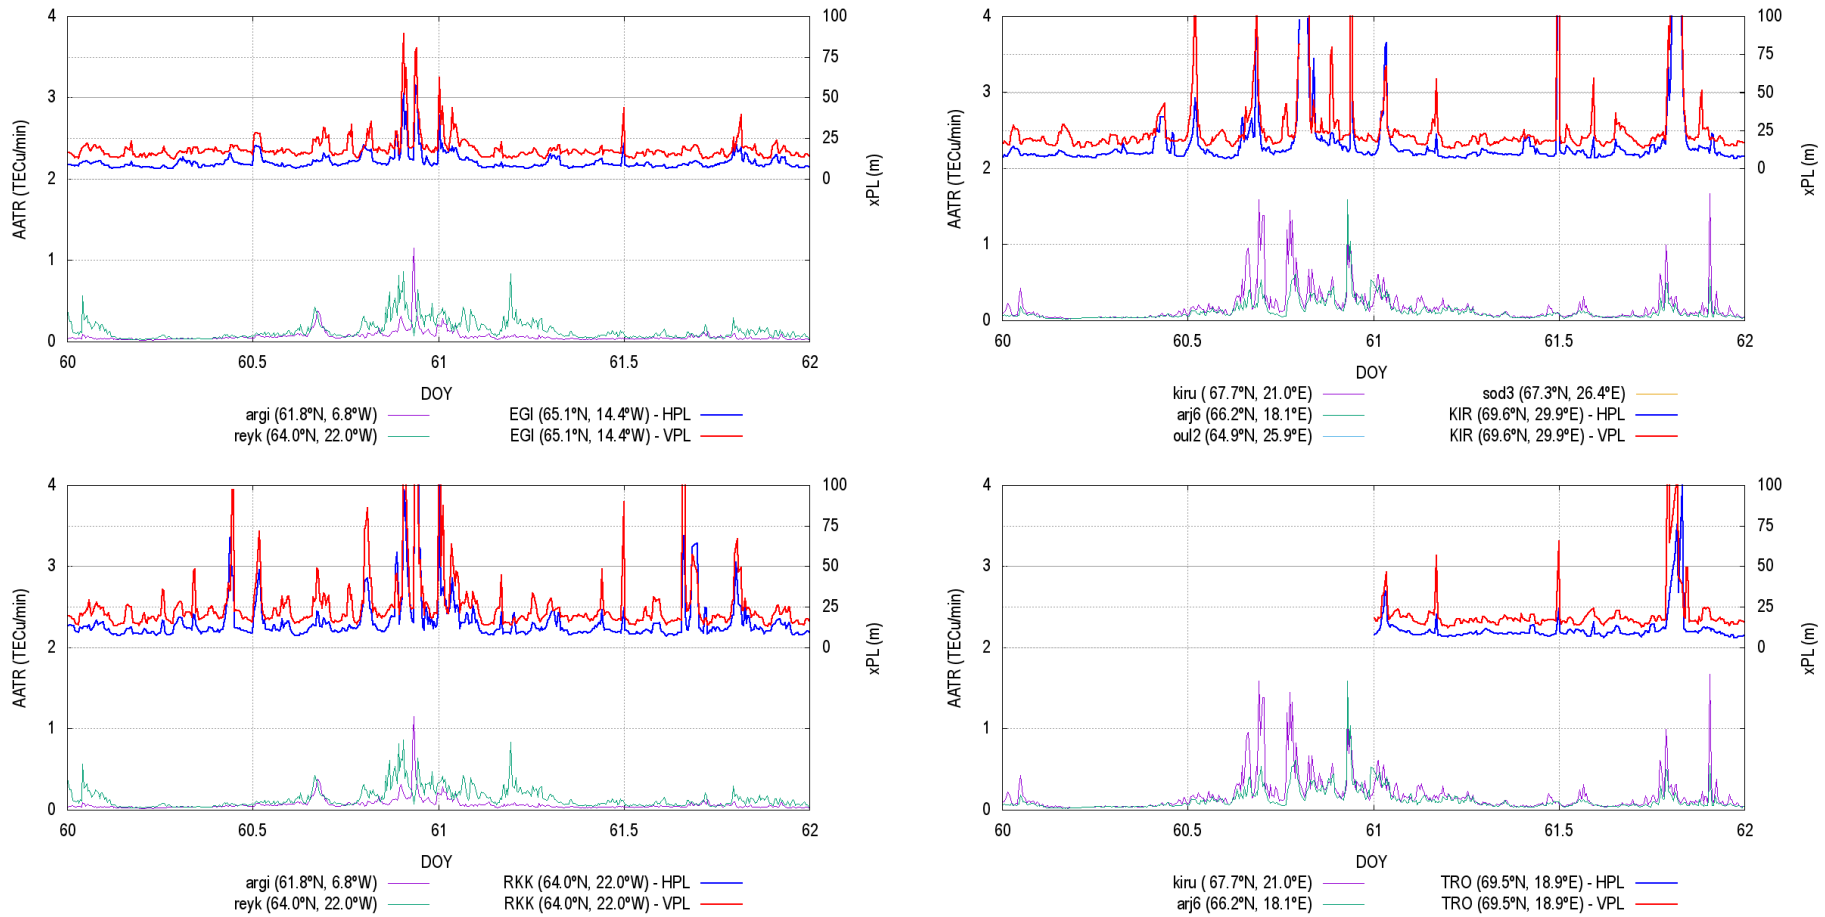 4
3
2
1
0
100
75
50
25
0
AATR (TECu/min)
xPL (m)
60
60.5
61
61.5
62
DOY
argi (61.8ºN, 6.8ºW)
EGI (65.1ºN, 14.4ºW) - HPL
reyk (64.0ºN, 22.0ºW)
EGI (65.1ºN, 14.4ºW) - VPL
4
3
2
1
0
100
75
50
25
0
AATR (TECu/min)
xPL (m)
60
60.5
61
61.5
62
DOY
kiru ( 67.7ºN, 21.0ºE)
sod3 (67.3ºN, 26.4ºE)
arj6 (66.2ºN, 18.1ºE)
KIR (69.6ºN, 29.9ºE) - HPL
oul2 (64.9ºN, 25.9ºE)
KIR (69.6ºN, 29.9ºE) - VPL
4
3
2
1
0
100
75
50
25
0
AATR (TECu/min)
xPL (m)
60
60.5
61
61.5
62
DOY
argi (61.8ºN, 6.8ºW)
RKK (64.0ºN, 22.0ºW) - HPL
reyk (64.0ºN, 22.0ºW)
RKK (64.0ºN, 22.0ºW) - VPL
4
3
2
1
0
100
75
50
25
0
AATR (TECu/min)
xPL (m)
60
60.5
61
61.5
62
DOY
kiru ( 67.7ºN, 21.0ºE)
TRO (69.5ºN, 18.9ºE) - HPL
arj6 (66.2ºN, 18.1ºE)
TRO (69.5ºN, 18.9ºE) - VPL